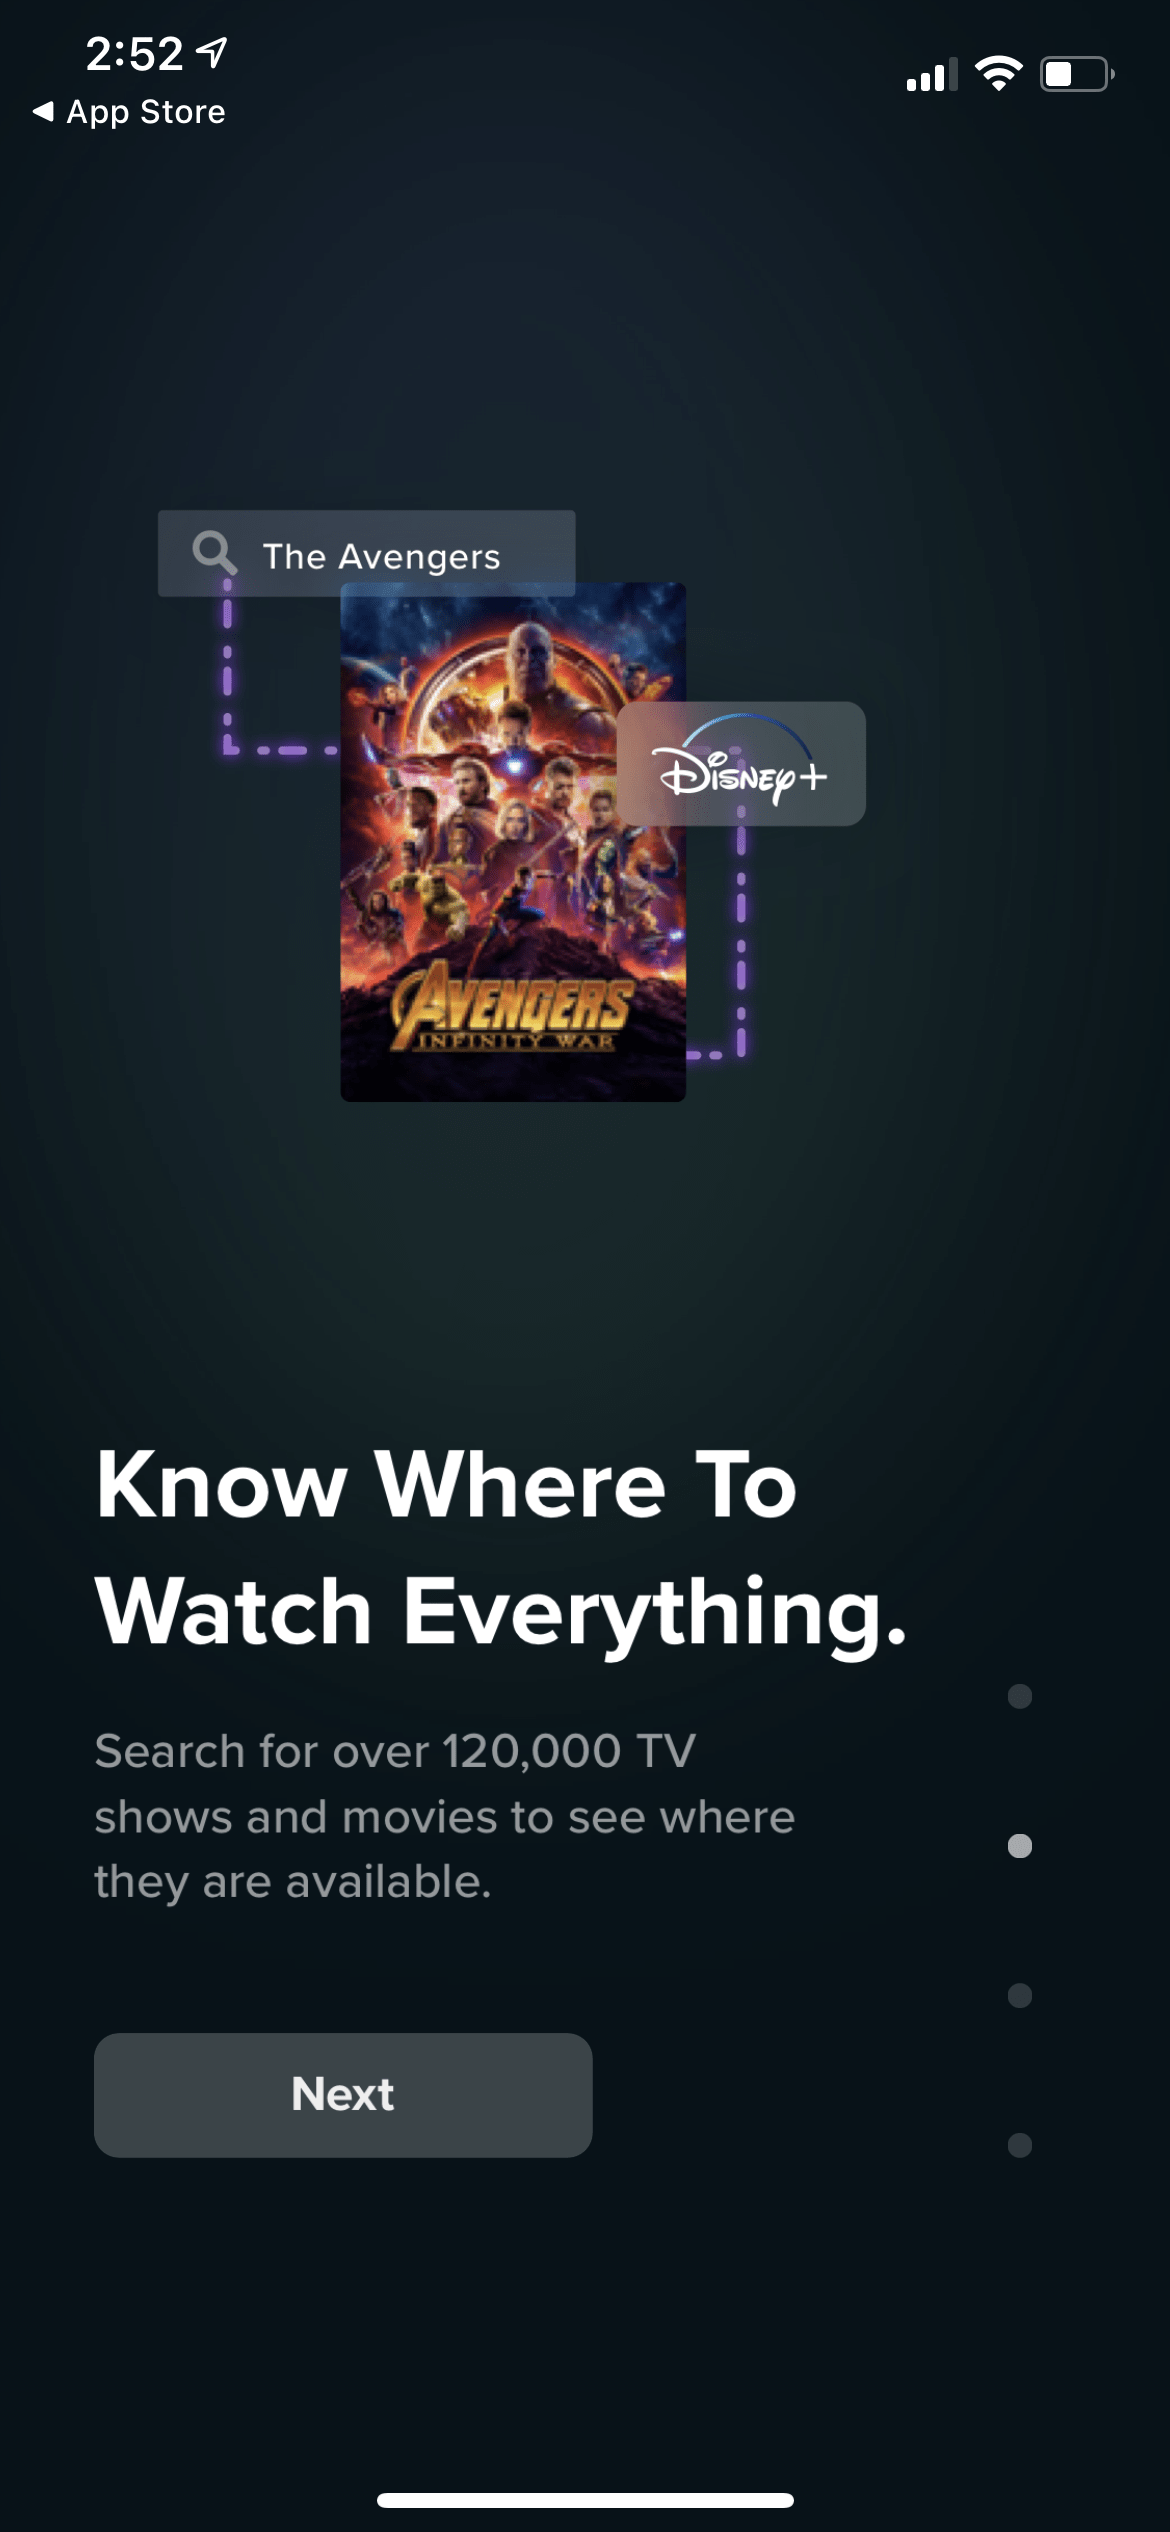 2:52
App Store
The Avengers
Disney+
AVENGERS
INFINITY WAR
Know Where To
Watch Everything.
Search for over 120,000 TV
shows and movies to see where
they are available.
Next